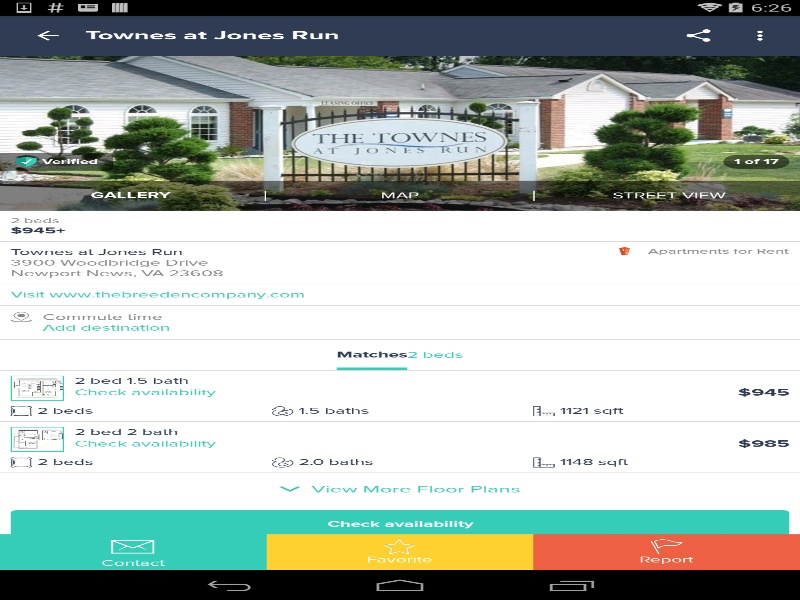 6:26
Townes at Jones Run
LEASING OFFICE
THE TOWNES
AT JONES RUN
Verified
1 of 17
GALLERY | MAP | STREET VIEW
2 beds
$945+
Townes at Jones Run
Apartments for Rent
3900 Woodbridge Drive
Newport News, VA 23608
Visit www.thebreedencompany.com
Commute time
Add destination
Matches 2 beds
2 bed 1.5 bath
Check availability
$945
2 beds 1.5 baths 1121 sqft
2 bed 2 bath
Check availability
$985
2 beds 2.0 baths 1148 sqft
View More Floor Plans
Check availability
Contact Favorite Report